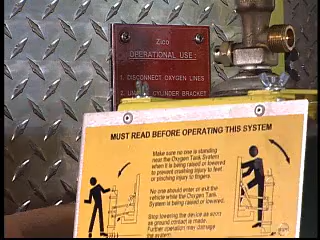 Zico
OPERATIONAL USE:
1. DISCONNECT OXYGEN LINES
CYLINDER BRACKET
MUST READ BEFORE OPERATING THIS SYSTEM
Make sure no one is standing
near the Oxygen Tank System
when it is being raised or lowered
to prevent crushing injury to feet
or pinching injury to fingers
No one should enter or exit the
vehicle while the Oxygen Tank
System is being raised or lowered.
Stop lowering the device as soon
as ground contact is made.
Further operation may damage
the system.